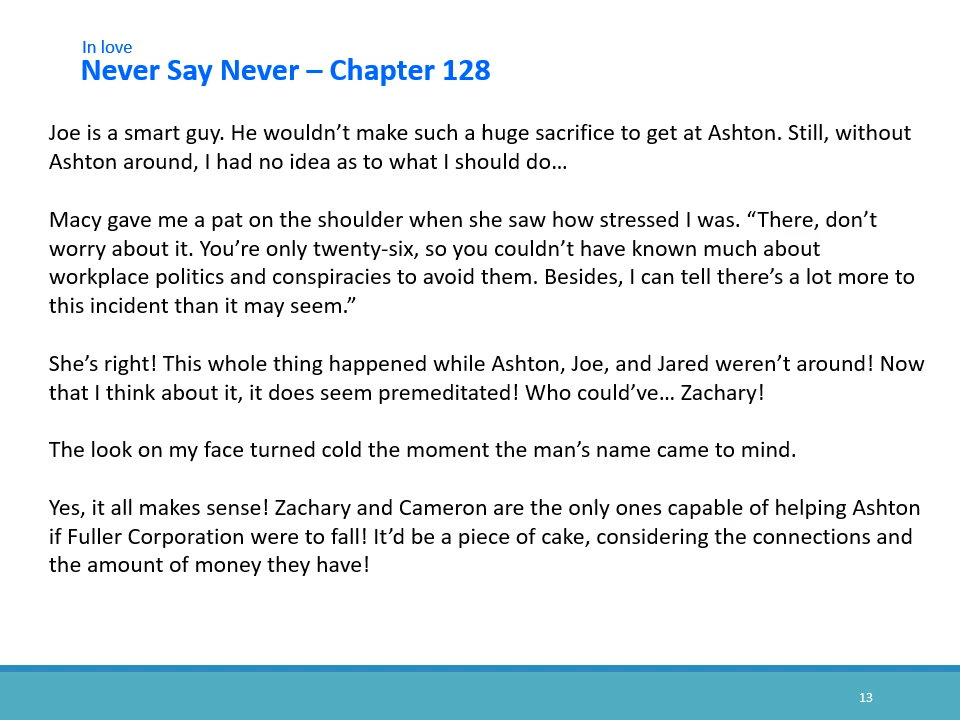 In love
Never Say Never – Chapter 128
Joe is a smart guy. He wouldn’t make such a huge sacrifice to get at Ashton. Still, without
Ashton around, I had no idea as to what I should do…
Macy gave me a pat on the shoulder when she saw how stressed I was. “There, don’t
worry about it. You’re only twenty-six, so you couldn’t have known much about
workplace politics and conspiracies to avoid them. Besides, I can tell there’s a lot more to
this incident than it may seem.”
She’s right! This whole thing happened while Ashton, Joe, and Jared weren’t around! Now
that I think about it, it does seem premeditated! Who could’ve… Zachary!
The look on my face turned cold the moment the man’s name came to mind.
Yes, it all makes sense! Zachary and Cameron are the only ones capable of helping Ashton
if Fuller Corporation were to fall! It’d be a piece of cake, considering the connections and
the amount of money they have!
13